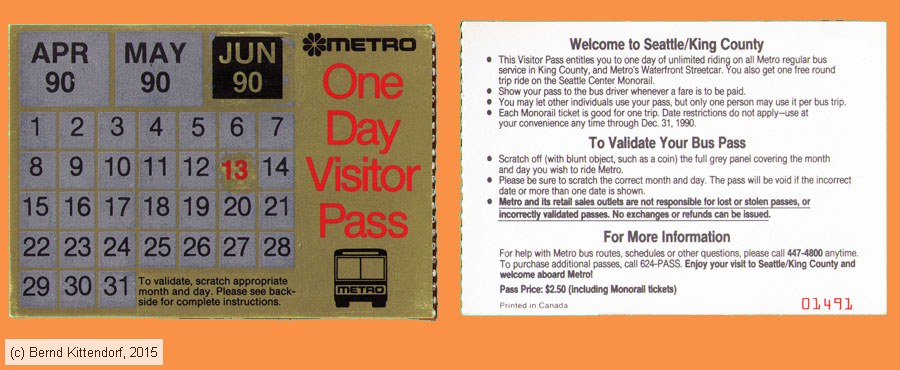 APR
90
MAY
90
JUN
90
METRO
One
Day
Visitor
Pass
1 2 3 4 5 6 7
8 9 10 11 12 13 14
15 16 17 18 19 20 21
22 23 24 25 26 27 28
29 30 31
To validate, scratch appropriate
month and day. Please see back-
side for complete instructions.
METRO
Welcome to Seattle/King County
• This Visitor Pass entitles you to one day of unlimited riding on all Metro regular bus
service in King County, and Metro's Waterfront Streetcar. You also get one free round
trip ride on the Seattle Center Monorail.
• Show your pass to the bus driver whenever a fare is to be paid.
• You may let other individuals use your pass, but only one person may use it per bus trip.
• Each Monorail ticket is good for one trip. Date restrictions do not apply—use at
your convenience any time through Dec. 31, 1990.
To Validate Your Bus Pass
• Scratch off (with blunt object, such as a coin) the full grey panel covering the month
and day you wish to ride Metro.
• Please be sure to scratch the correct month and day. The pass will be void if the incorrect
date or more than one date is shown.
• Metro and its retail sales outlets are not responsible for lost or stolen passes, or
incorrectly validated passes. No exchanges or refunds can be issued.
For More Information
For help with Metro bus routes, schedules or other questions, please call 447-4800 anytime.
To purchase additional passes, call 624-PASS. Enjoy your visit to Seattle/King County and
welcome aboard Metro!
Pass Price: $2.50 (including Monorail tickets)
Printed in Canada
01491
(c) Bernd Kittendorf, 2015